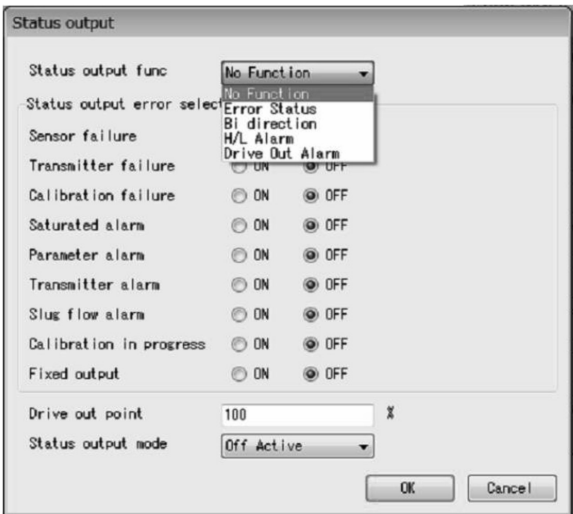 Status output
Status output func No Function
No Function
Status output error selec
Error Status
Bi direction
H/L Alarm
Drive Out Alarm
Sensor failure
Transmitter failure ON OFF
Calibration failure ON OFF
Saturated alarm ON OFF
Parameter alarm ON OFF
Transmitter alarm ON OFF
Slug flow alarm ON OFF
Calibration in progress ON OFF
Fixed output ON OFF
Drive out point 100 %
Status output mode Off Active
OK Cancel